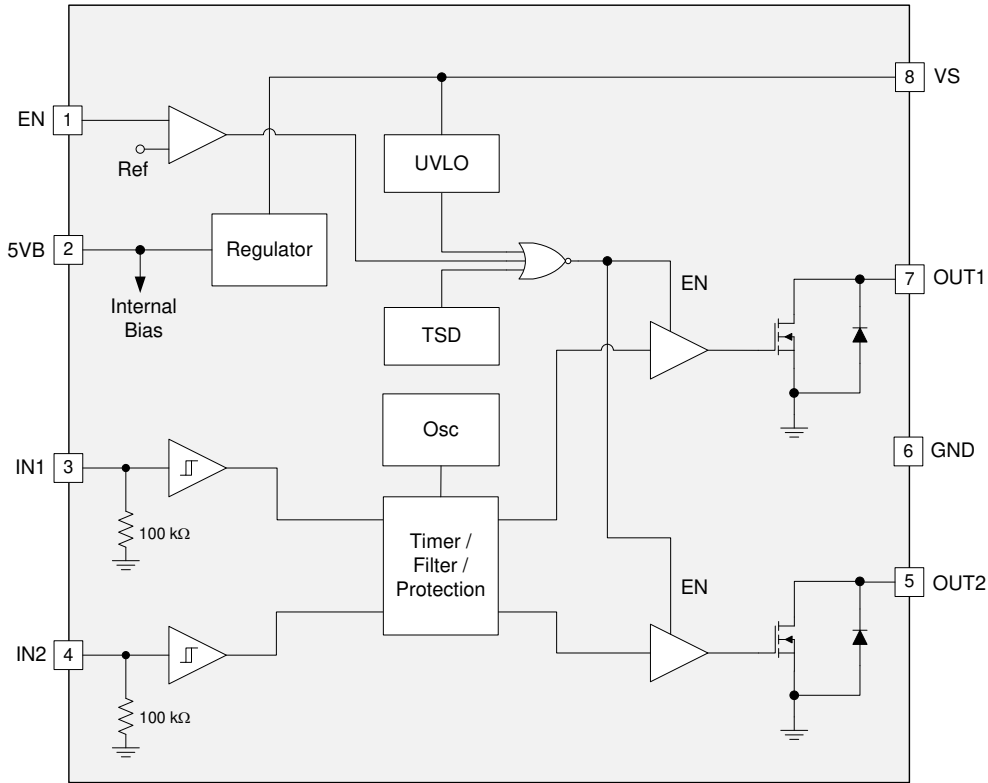 8 VS
EN 1
Ref
UVLO
5VB 2
Regulator
Internal
Bias
EN
7 OUT1
TSD
Osc
6 GND
IN1 3
100 kΩ
Timer /
Filter /
Protection
EN
5 OUT2
IN2 4
100 kΩ